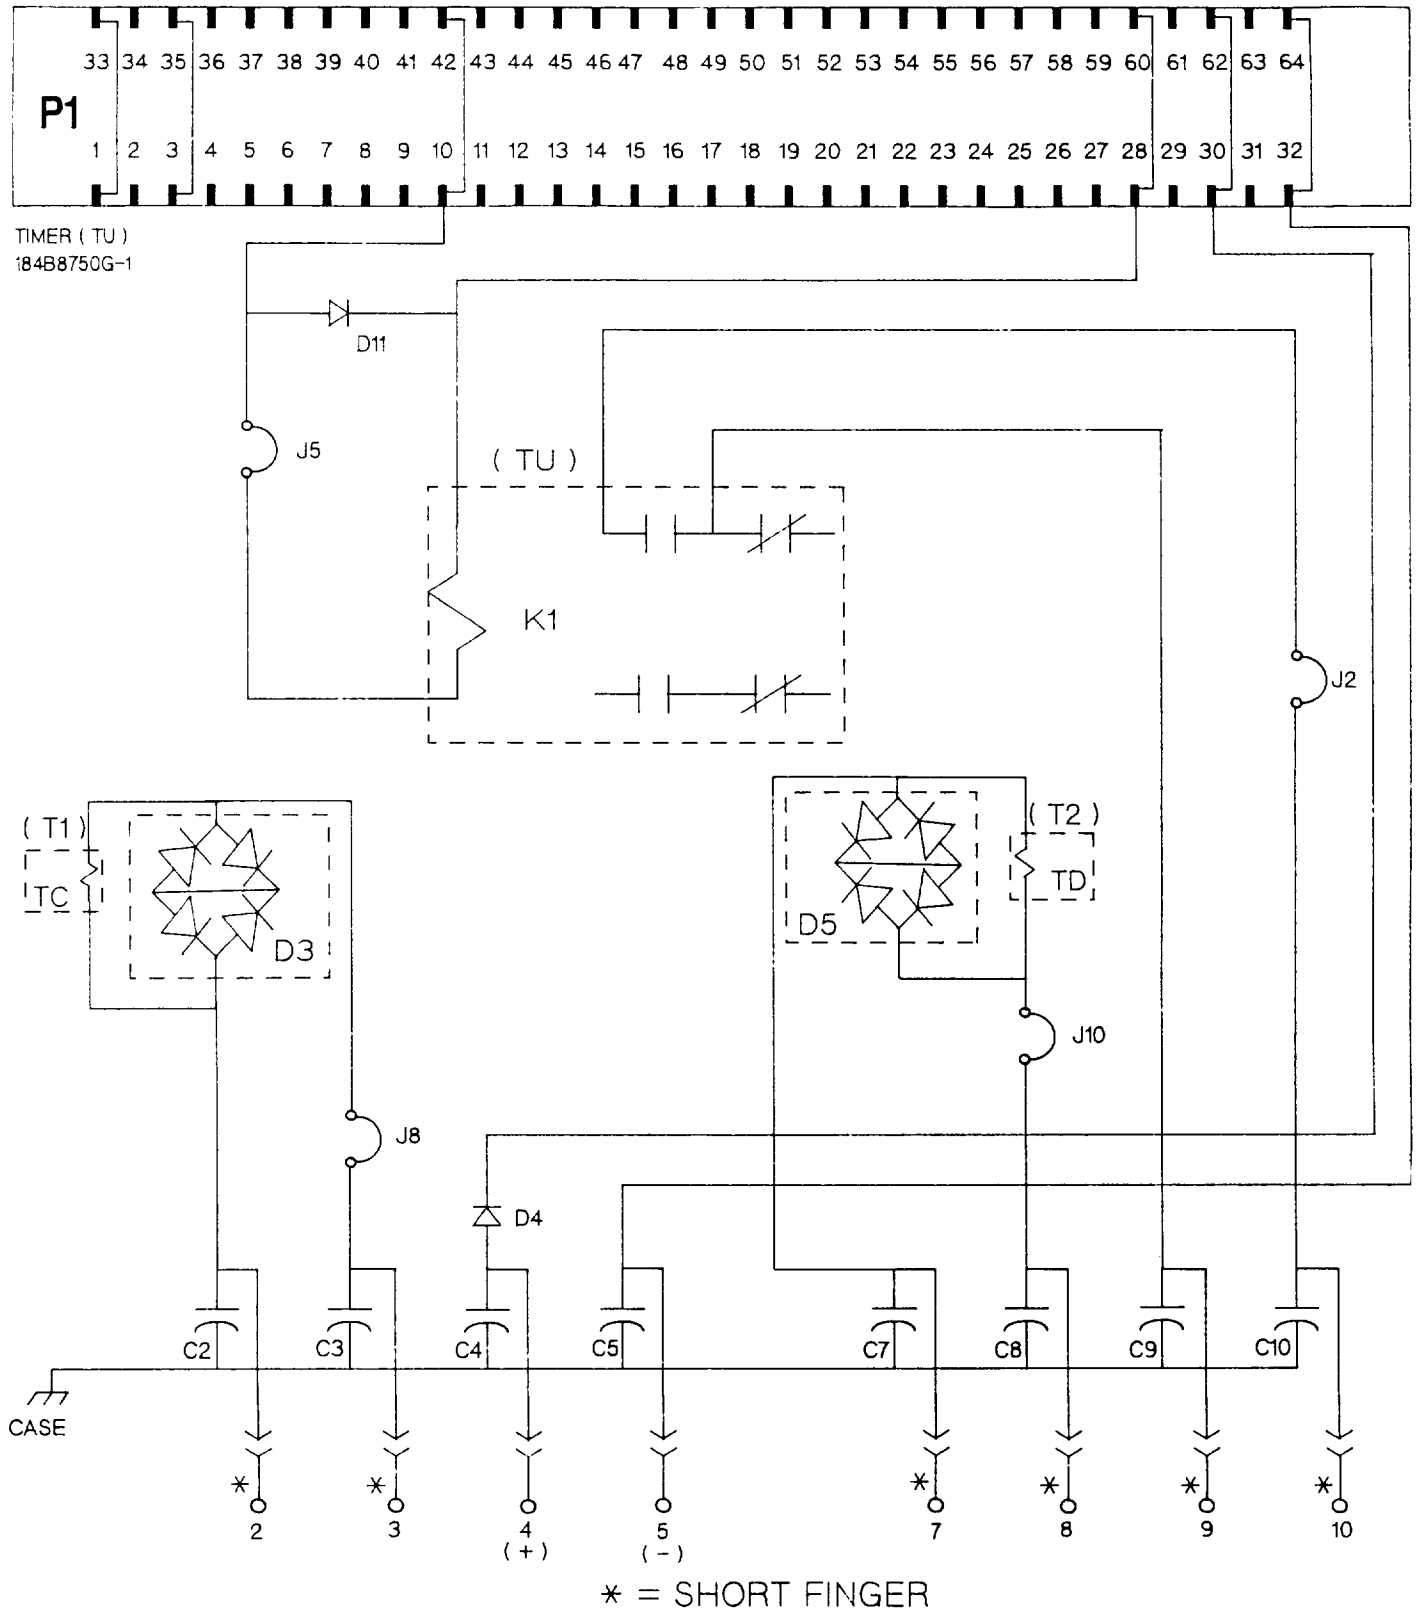 33 34 35 36 37 38 39 40 41 42 43 44 45 46 47 48 49 50 51 52 53 54 55 56 57 58 59 60 61 62 63 64
P1
1 2 3 4 5 6 7 8 9 10 11 12 13 14 15 16 17 18 19 20 21 22 23 24 25 26 27 28 29 30 31 32
TIMER ( TU )
184B8750G-1
D11
J5
( TU )
K1
J2
( T1 )
TC
D3
( T2 )
TD
D5
J10
J8
D4
C2 C3 C4 C5 C7 C8 C9 C10
CASE
* * * * * *
2 3 4 5 7 8 9 10
( + ) ( - )
* = SHORT FINGER